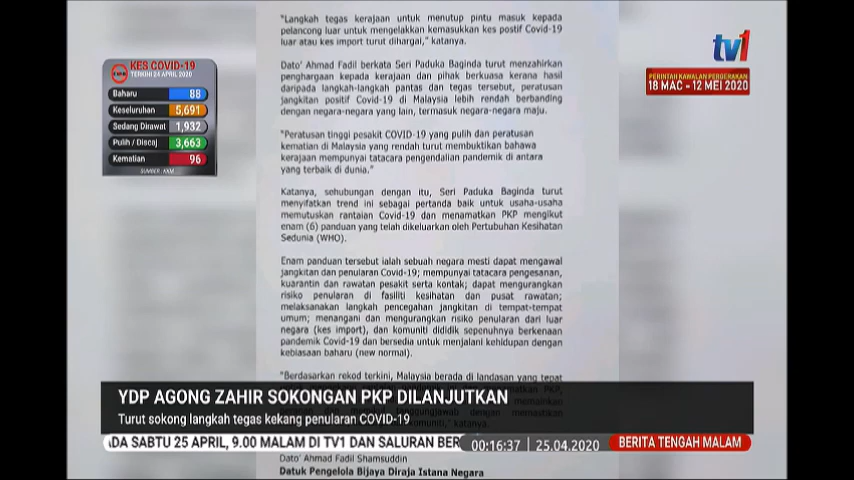 "Langkah tegas kerajaan untuk menutup pintu masuk kepada
pelancong luar untuk mengelakkan kemasukkan kes postif Covid-19
luar atau kes import turut dihargai," katanya.
Dato' Ahmad Fadil berkata Seri Paduka Baginda turut menzahirkan
penghargaan kepada kerajaan dan pihak berkuasa kerana hasil
daripada langkah-langkah pantas dan tegas tersebut, peratusan
jangkitan positif Covid-19 di Malaysia lebih rendah berbanding
dengan negara-negara yang lain, termasuk negara-negara maju.
"Peratusan tinggi pesakit COVID-19 yang pulih dan peratusan
kematian di Malaysia yang rendah turut membuktikan bahawa
kerajaan mempunyai tatacara pengendalian pandemik di antara
yang terbaik di dunia."
Katanya, sehubungan dengan itu, Seri Paduka Baginda turut
menyifatkan trend ini sebagai pertanda baik untuk usaha-usaha
memutuskan rantaian Covid-19 dan menamatkan PKP mengikut
enam (6) panduan yang telah dikeluarkan oleh Pertubuhan Kesihatan
Sedunia (WHO).
Enam panduan tersebut ialah sebuah negara mesti dapat mengawal
jangkitan dan penularan Covid-19; mempunyai tatacara pengesanan,
kuarantin dan rawatan pesakit serta kontak; dapat mengurangkan
risiko penularan di fasiliti kesihatan dan pusat rawatan;
melaksanakan langkah pencegahan jangkitan di tempat-tempat
umum; menangani dan mengurangkan risiko penularan dari luar
negara (kes import), dan komuniti dididik sepenuhnya berkenaan
pandemik Covid-19 dan bersedia untuk menjalani kehidupan dengan
kebiasaan baharu (new normal).
"Berdasarkan rekod terkini, Malaysia berada di landasan yang tepat
katanya.
Dato' Ahmad Fadil Shamsuddin
Datuk Pengelola Bijaya Diraja Istana Negara
KES COVID-19
TERKINI 24 APRIL 2020
Baharu 88
Keseluruhan 5,691
Sedang Dirawat 1,932
Pulih / Discaj 3,663
Kematian 96
SUMBER : KKM
tv1
PERINTAH KAWALAN PERGERAKAN
18 MAC - 12 MEI 2020
YDP AGONG ZAHIR SOKONGAN PKP DILANJUTKAN
Turut sokong langkah tegas kekang penularan COVID-19
DA SABTU 25 APRIL, 9.00 MALAM DI TV1 DAN SALURAN BER
00:16:37 25.04.2020 BERITA TENGAH MALAM